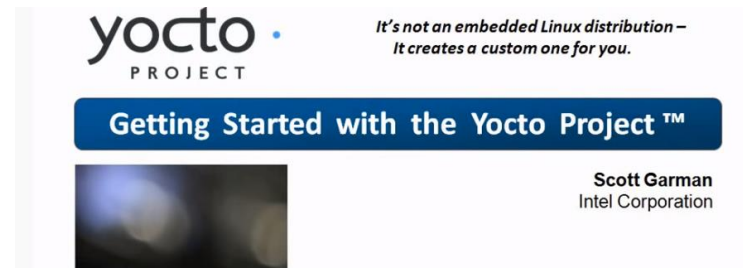 yocto
PROJECT
It's not an embedded Linux distribution –
It creates a custom one for you.
Getting Started with the Yocto Project ™
Scott Garman
Intel Corporation